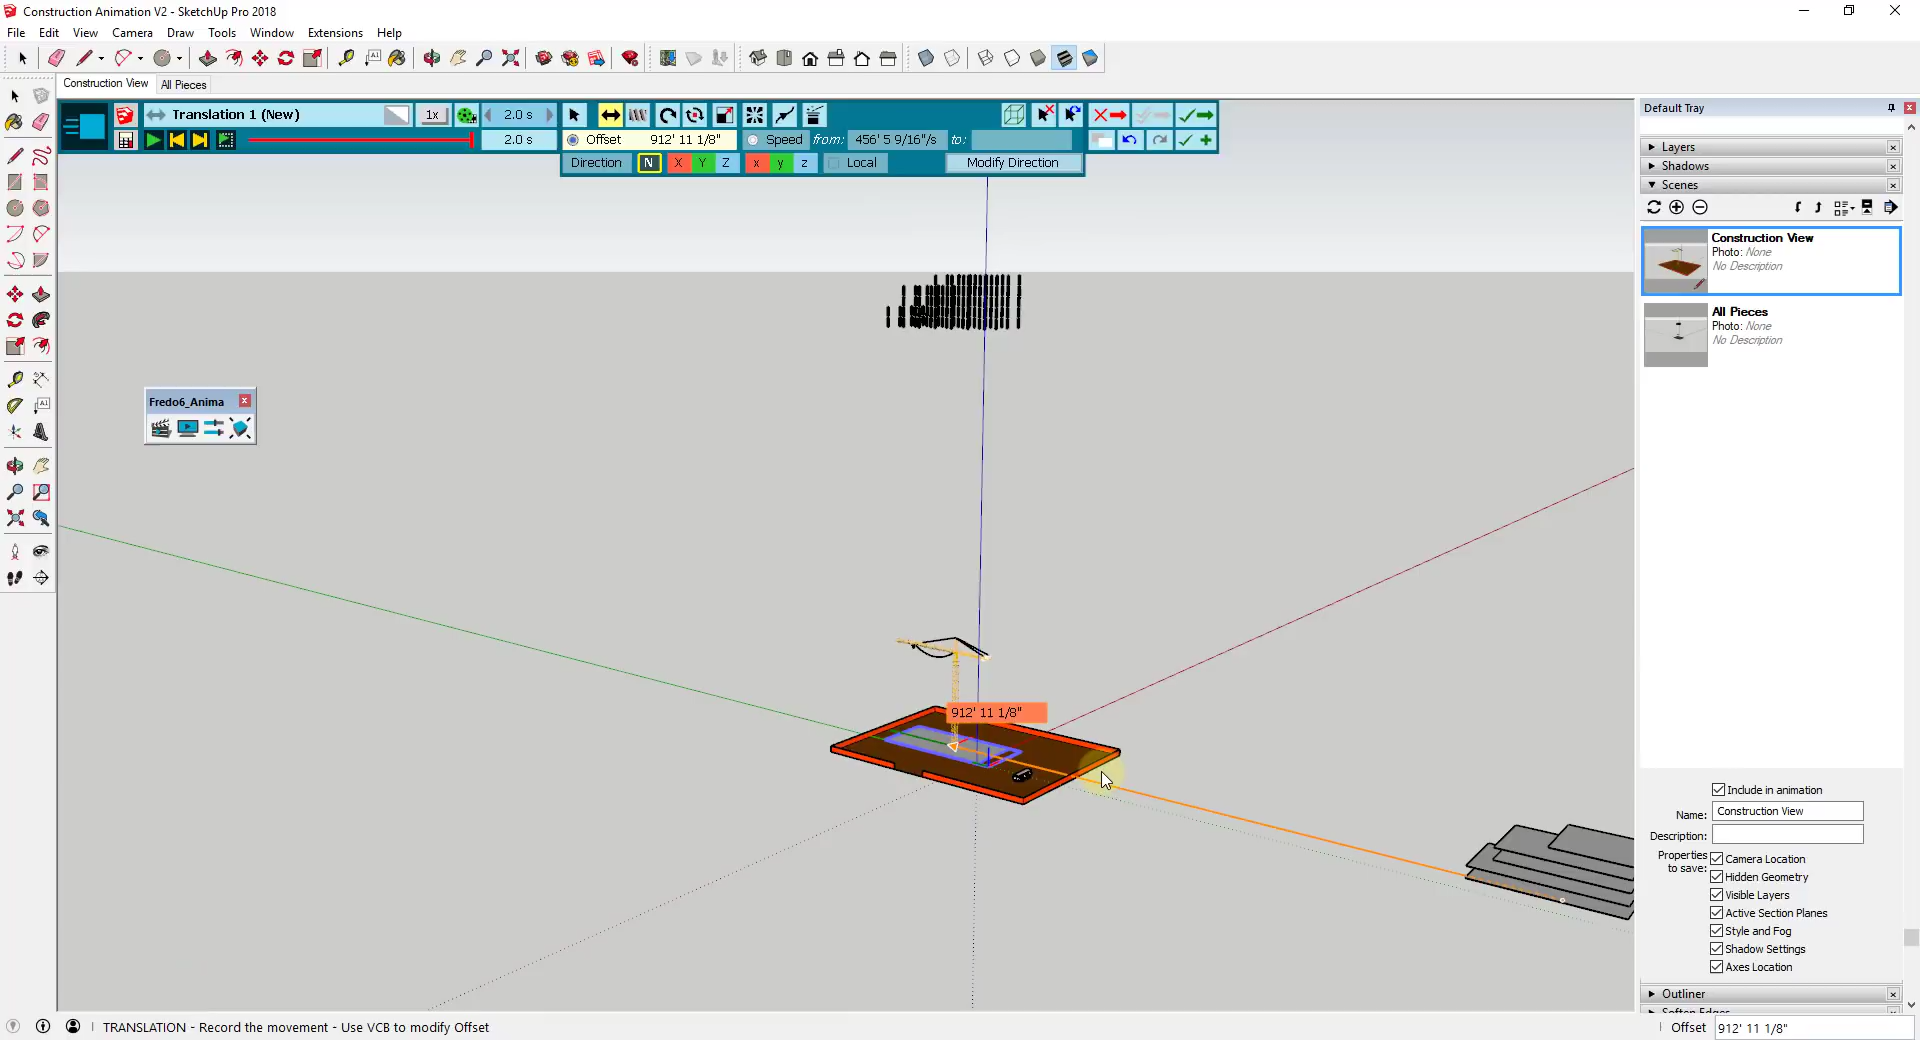 Construction Animation V2 - SketchUp Pro 2018
File Edit View Camera Draw Tools Window Extensions Help
Construction View All Pieces
Translation 1 (New) 1x 2.0 s
2.0 s Offset 912' 11 1/8" Speed from: 456' 5 9/16"/s to:
Direction N X Y Z x y z Local Modify Direction
Default Tray
Layers
Shadows
Scenes
Construction View
Photo: None
No Description
All Pieces
Photo: None
No Description
Fredo6_Anima
912' 11 1/8"
Include in animation
Name: Construction View
Description:
Properties to save:
Camera Location
Hidden Geometry
Visible Layers
Active Section Planes
Style and Fog
Shadow Settings
Axes Location
Outliner
Soften Edges
TRANSLATION - Record the movement - Use VCB to modify Offset
Offset 912' 11 1/8"